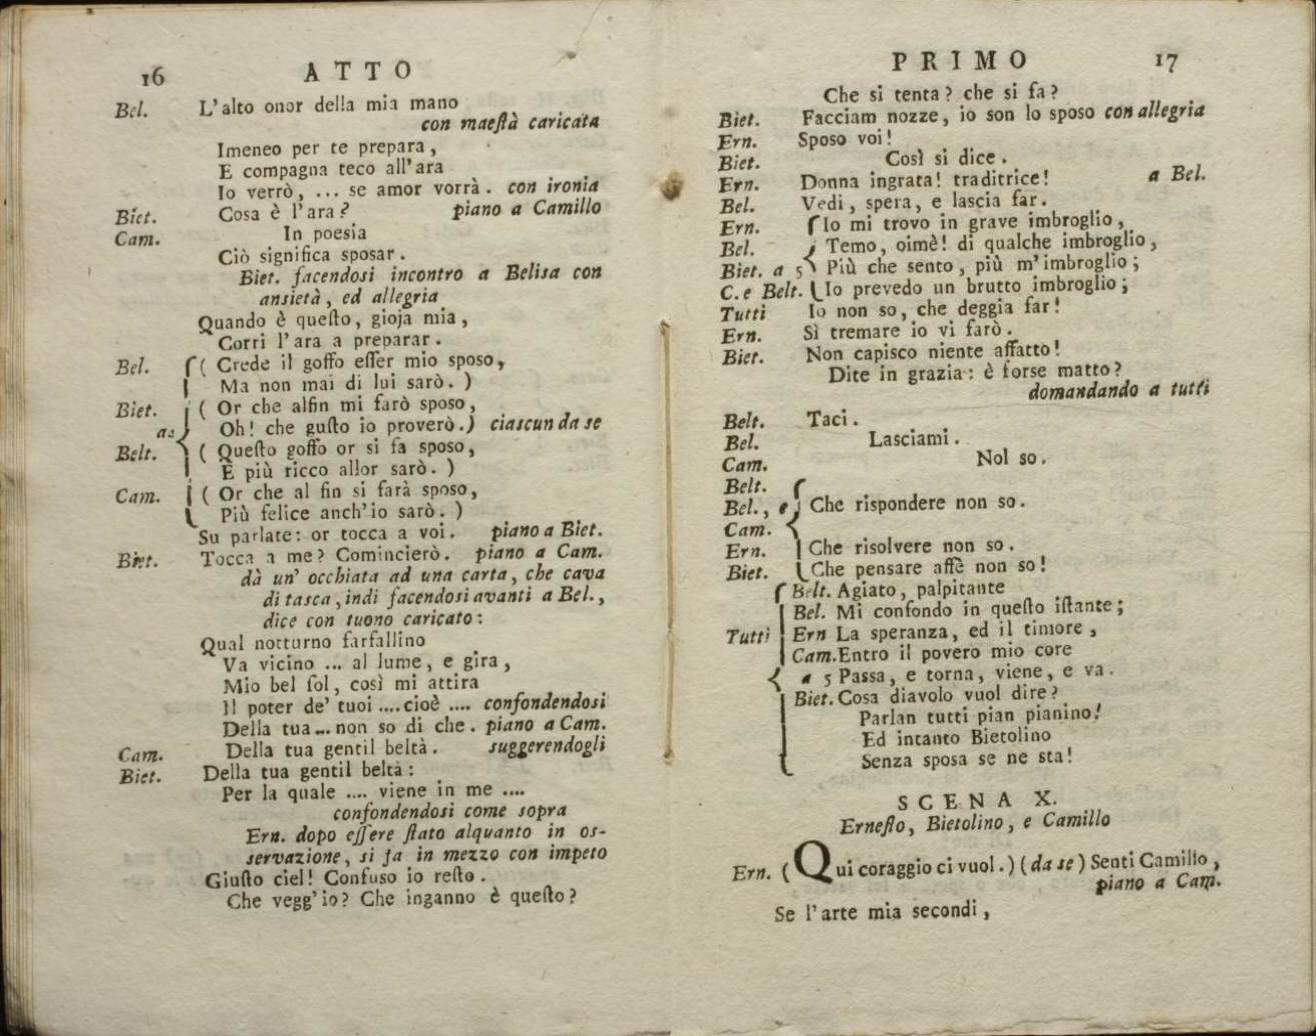 16 ATTO
Bel. L'alto onor della mia mano
con maeſtà caricata
Imeneo per te prepara,
E compagna teco all'ara
Io verrò, ... se amor vorrà. con ironia
Biet. Cosa è l'ara? piano a Camillo
Cam. In poesia
Ciò significa sposar.
Biet. facendosi incontro a Belisa con
ansietà, ed allegria
Quando è queſto, gioja mia,
Corri l'ara a preparar.
Bel. ( Crede il goffo eſſer mio sposo,
Ma non mai di lui sarò. )
Biet. ( Or che alfin mi farò sposo,
Oh! che guſto io proverò.) ciascun da se
a 4
Belt. ( Queſto goffo or si fa sposo,
E più ricco allor sarò. )
Cam. ( Or che al fin si farà sposo,
Più felice anch'io sarò. )
Su parlate: or tocca a voi. piano a Biet.
Biet. Tocca a me? Comincierò. piano a Cam.
dà un' occhiata ad una carta, che cava
di tasca, indi facendosi avanti a Bel.,
dice con tuono caricato:
Qual notturno farfallino
Va vicino ... al lume, e gira,
Mio bel ſol, così mi attira
Il poter de' tuoi .... cioè .... confondendosi
Della tua ... non so di che. piano a Cam.
Cam. Della tua gentil beltà. suggerendogli
Biet. Della tua gentil beltà:
Per la quale .... viene in me ....
confondendosi come sopra
Ern. dopo eſſere ſtato alquanto in os-
servazione, si fa in mezzo con impeto
Giuſto ciel! Confuso io reſto.
Che vegg'io? Che inganno è queſto?
PRIMO 17
Che si tenta? che si fa?
Biet. Facciam nozze, io son lo sposo con allegria
Ern. Sposo voi!
Biet. Così si dice.
Ern. Donna ingrata! traditrice! a Bel.
Bel. Vedi, spera, e lascia far.
Ern. Io mi trovo in grave imbroglio,
Bel. Temo, oimè! di qualche imbroglio,
Biet. a 5 Più che sento, più m'imbroglio;
C. e Belt. Io prevedo un brutto imbroglio;
Tutti Io non so, che deggia far!
Ern. Sì tremare io vi farò.
Biet. Non capisco niente affatto!
Dite in grazia: è forse matto?
domandando a tutti
Belt. Taci.
Bel. Lasciami.
Cam. Nol so.
Belt.
Bel., e Che rispondere non so.
Cam.
Ern. Che risolvere non so.
Biet. Che pensare affè non so!
Belt. Agiato, palpitante
Bel. Mi confondo in queſto iſtante;
Tutti Ern La speranza, ed il timore,
Cam. Entro il povero mio core
a 5 Passa, e torna, viene, e va.
Biet. Cosa diavolo vuol dire?
Parlan tutti pian pianino!
Ed intanto Bietolino
Senza sposa se ne sta!
SCENA X.
Erneſto, Bietolino, e Camillo
Ern. (Qui coraggio ci vuol.) (da se) Senti Camillo,
piano a Cam.
Se l'arte mia secondi,